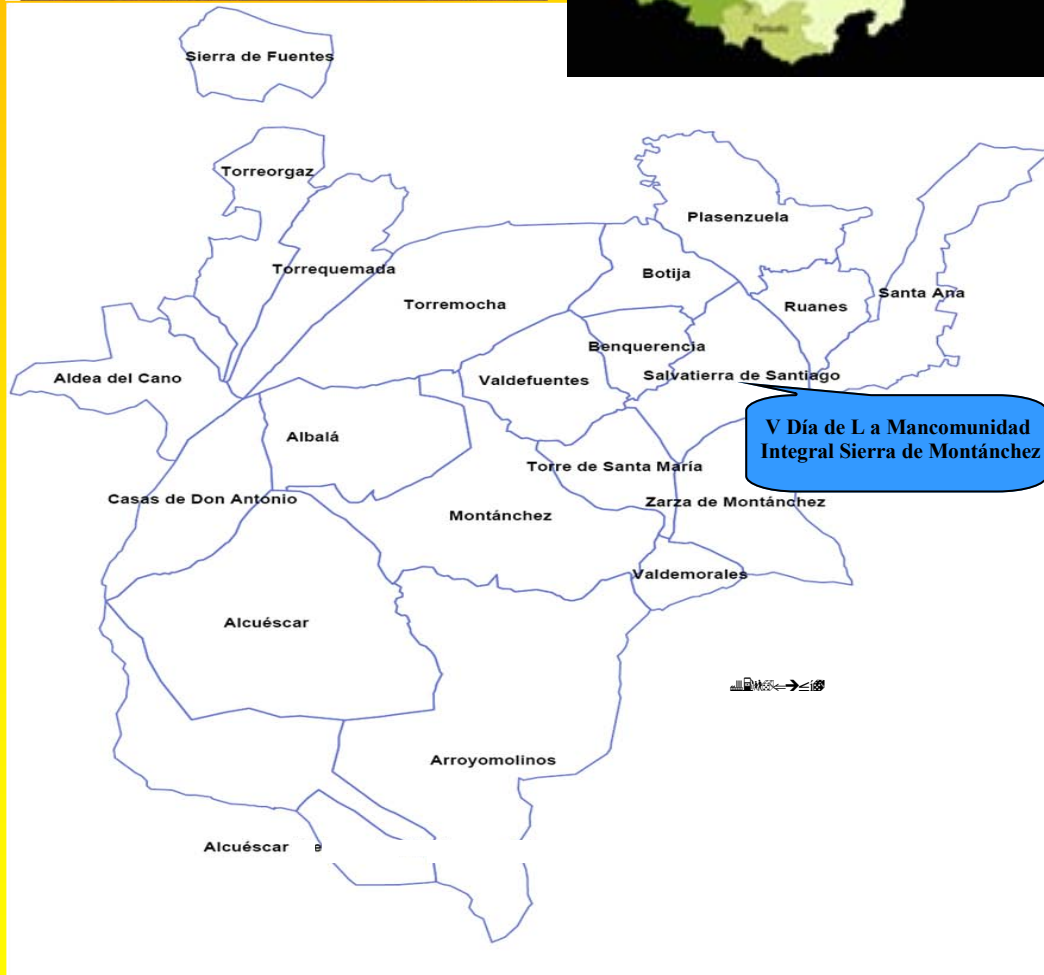 Sierra de Fuentes
Torreorgaz
Plasenzuela
Torrequemada
Botija
Santa Ana
Torremocha
Ruanes
Benquerencia
Aldea del Cano
Valdefuentes
Salvatierra de Santiago
V Día de L a Mancomunidad
Integral Sierra de Montánchez
Albalá
Torre de Santa María
Casas de Don Antonio
Zarza de Montánchez
Montánchez
Valdemorales
Alcuéscar
Arroyomolinos
Alcuéscar